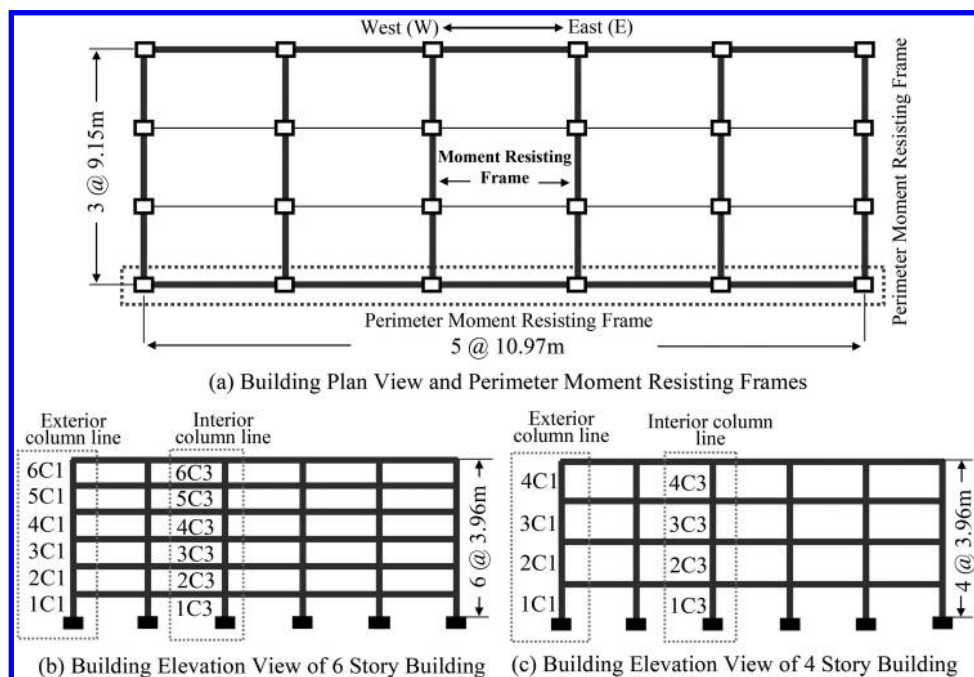 West (W)
East (E)
3 @ 9.15m
Moment Resisting
Frame
Perimeter Moment Resisting Frame
Perimeter Moment Resisting Frame
5 @ 10.97m
(a) Building Plan View and Perimeter Moment Resisting Frames
Exterior
column line
Interior
column line
6C1
5C1
4C1
3C1
2C1
1C1
6C3
5C3
4C3
3C3
2C3
1C3
6 @ 3.96m
(b) Building Elevation View of 6 Story Building
Exterior
column line
Interior column
line
4C1
3C1
2C1
1C1
4C3
3C3
2C3
1C3
4 @ 3.96m
(c) Building Elevation View of 4 Story Building